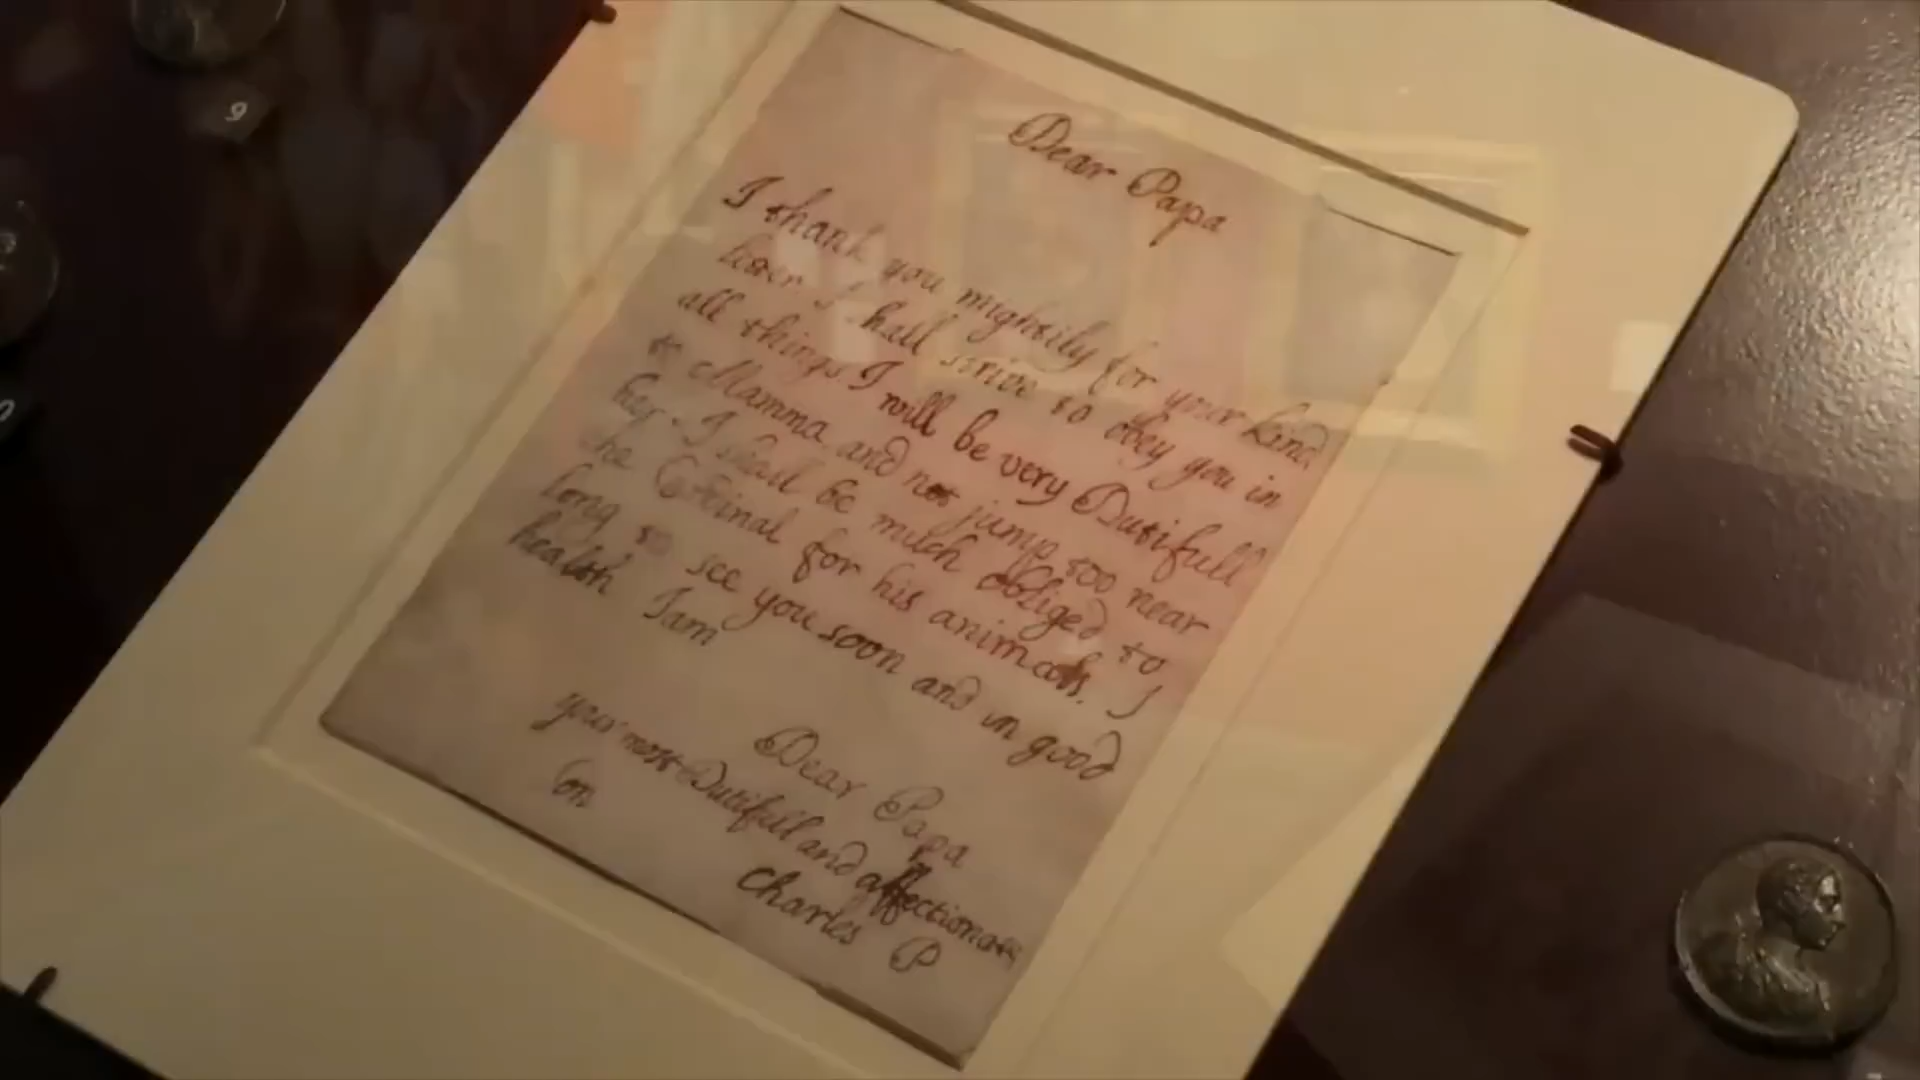 Dear Papa
I thank you mightily for your kind
letter I shall strive to obey you in
all things I will be very Dutifull
to Mamma and not jump too near
her. I shall be much obliged to
the Cardinal for his animals. I
long to see you soon and in good
health I am
Dear Papa
your most Dutifull and affectionate
Son
Charles P
9